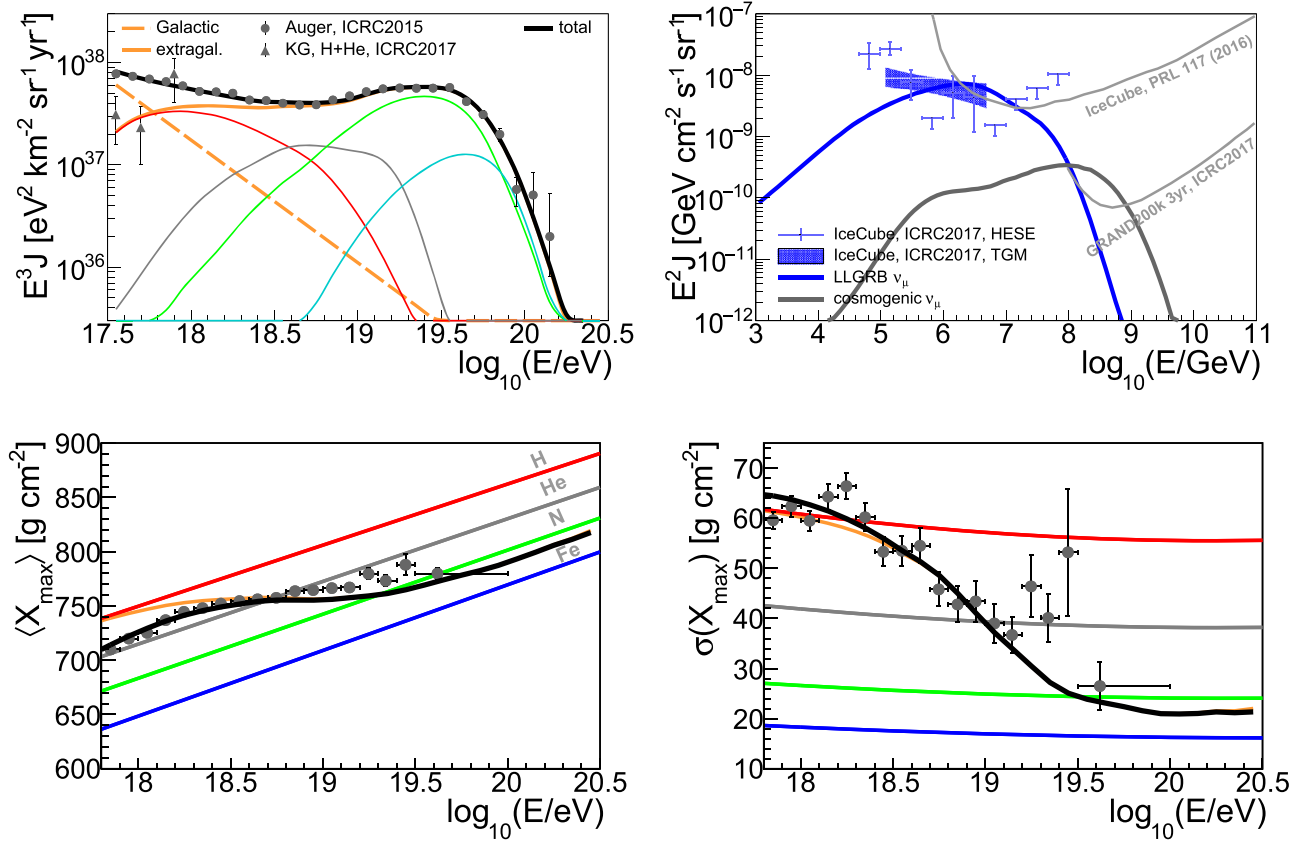 Galactic
extragal.
Auger, ICRC2015
KG, H+He, ICRC2017
total
E³J [eV² km⁻² sr⁻¹ yr⁻¹]
10³⁸
10³⁷
10³⁶
17.5 18 18.5 19 19.5 20 20.5
log₁₀(E/eV)
E²J [GeV cm⁻² s⁻¹ sr⁻¹]
10⁻⁷
10⁻⁸
10⁻⁹
10⁻¹⁰
10⁻¹¹
10⁻¹²
IceCube, PRL 117 (2016)
GRAND200k 3yr, ICRC2017
IceCube, ICRC2017, HESE
IceCube, ICRC2017, TGM
LLGRB νμ
cosmogenic νμ
3 4 5 6 7 8 9 10 11
log₁₀(E/GeV)
⟨Xmax⟩ [g cm⁻²]
900
850
800
750
700
650
600
H
He
N
Fe
18 18.5 19 19.5 20 20.5
log₁₀(E/eV)
σ(Xmax) [g cm⁻²]
70
60
50
40
30
20
10
18 18.5 19 19.5 20 20.5
log₁₀(E/eV)